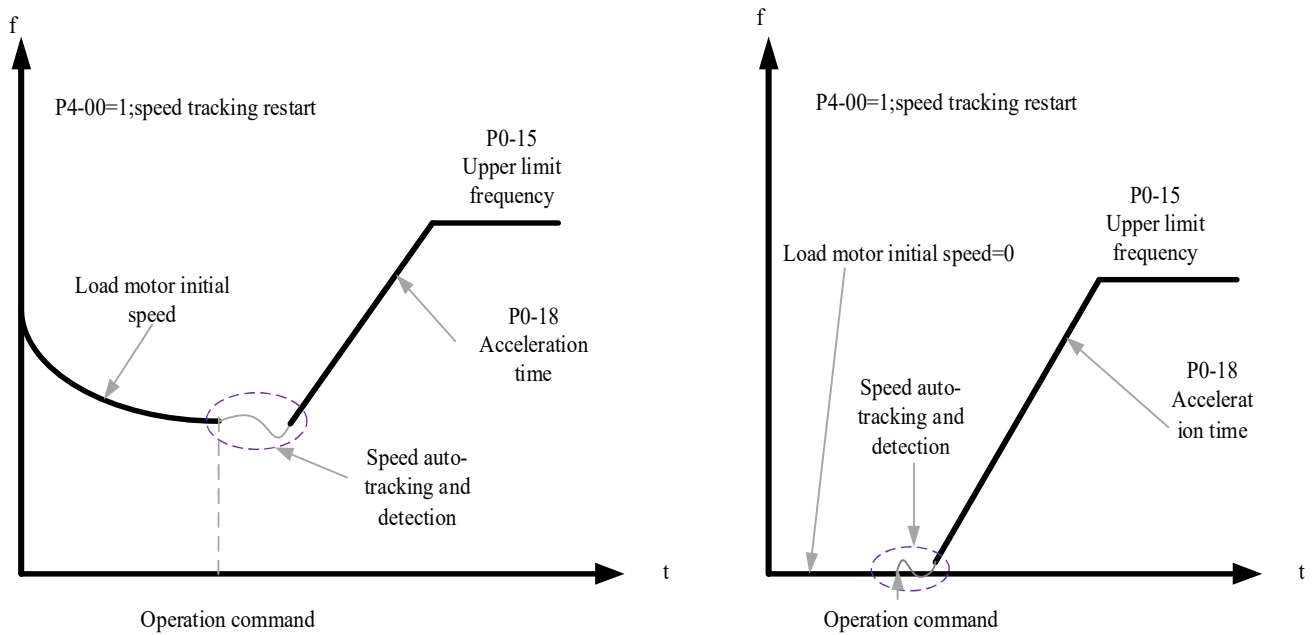 f
P4-00=1;speed tracking restart
P0-15
Upper limit
frequency
Load motor initial
speed
P0-18
Acceleration
time
Speed auto-
tracking and
detection
t
Operation command
f
P4-00=1;speed tracking restart
P0-15
Upper limit
frequency
Load motor initial speed=0
P0-18
Accelerat
ion time
Speed auto-
tracking and
detection
t
Operation command